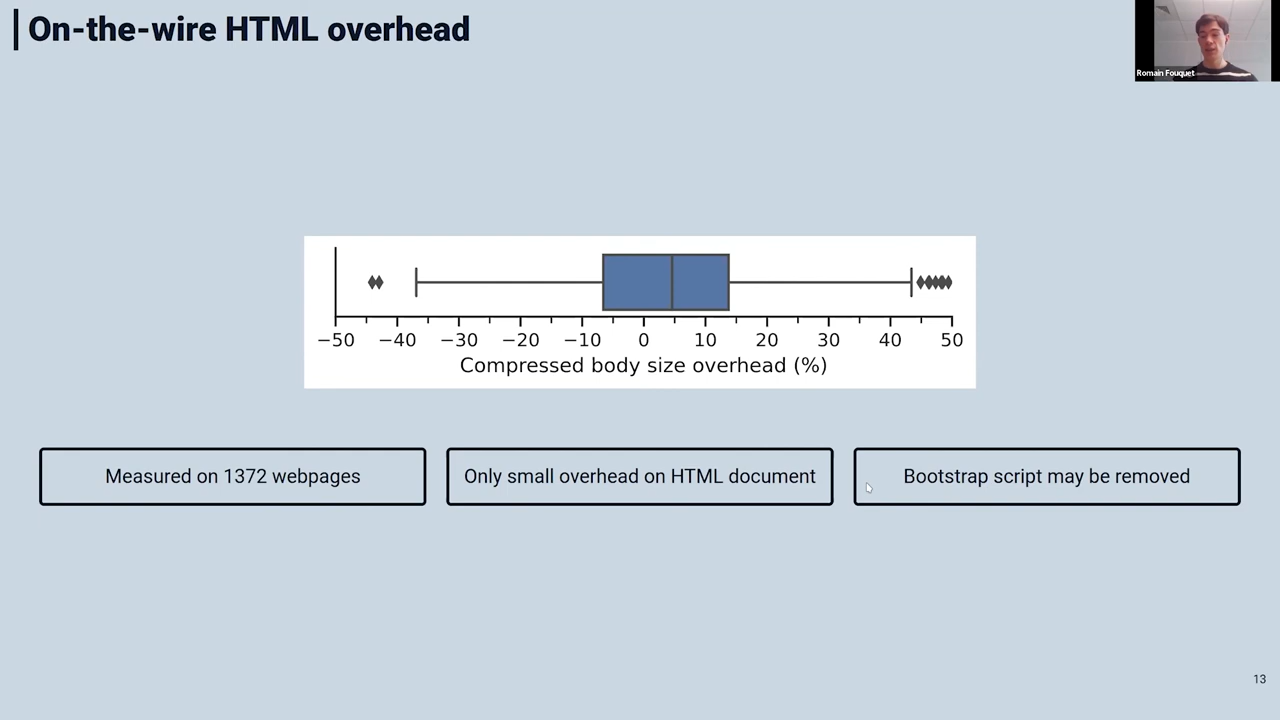 On-the-wire HTML overhead
Romain Fouquet
−50 −40 −30 −20 −10 0 10 20 30 40 50
Compressed body size overhead (%)
Measured on 1372 webpages
Only small overhead on HTML document
Bootstrap script may be removed
13